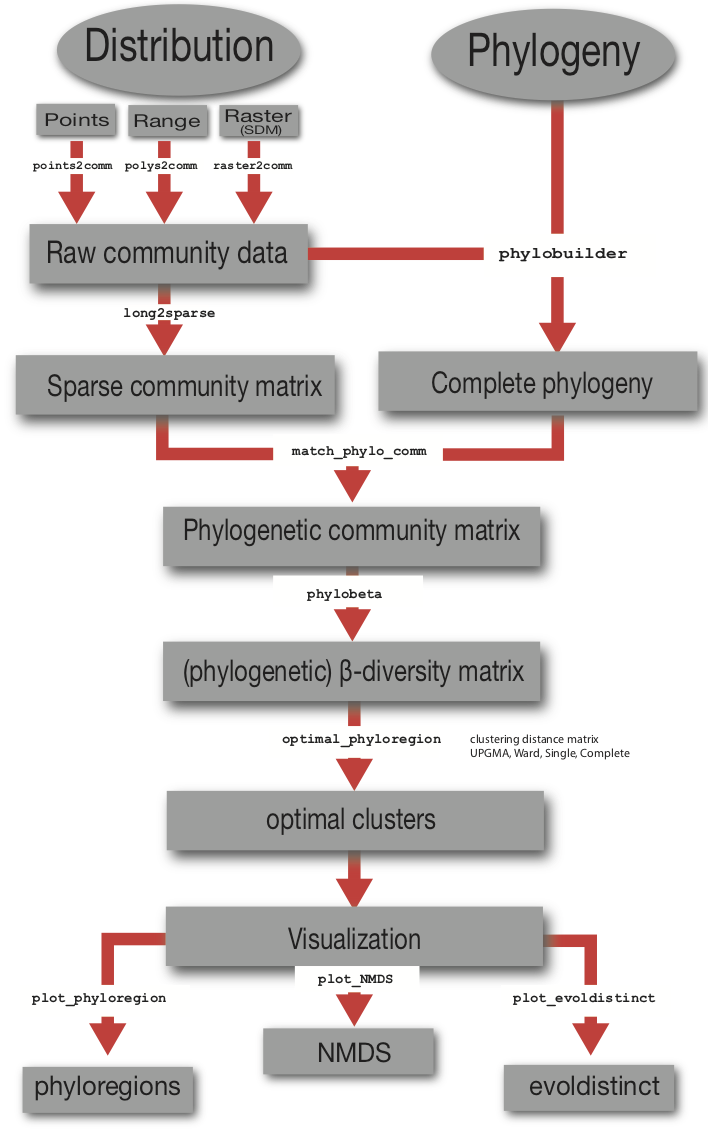 Distribution
Phylogeny
Points
Range
Raster
(SDM)
points2comm
polys2comm
raster2comm
Raw community data
phylobuilder
long2sparse
Sparse community matrix
Complete phylogeny
match_phylo_comm
Phylogenetic community matrix
phylobeta
(phylogenetic) β-diversity matrix
optimal_phyloregion
clustering distance matrix
UPGMA, Ward, Single, Complete
optimal clusters
Visualization
plot_NMDS
plot_phyloregion
plot_evoldistinct
NMDS
phyloregions
evoldistinct